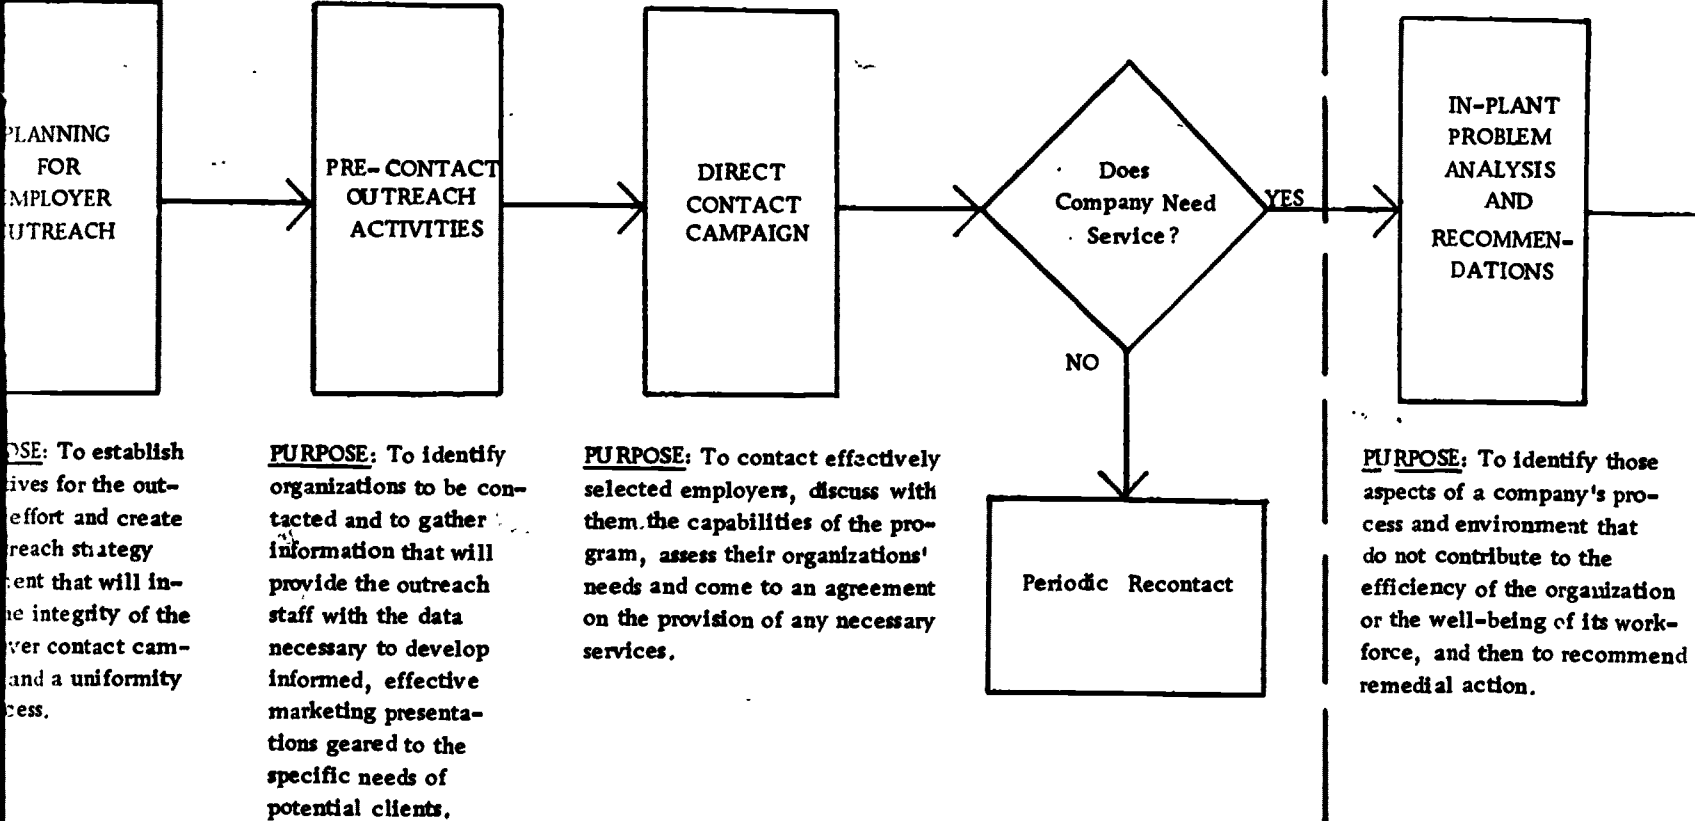 PLANNING
FOR
MPLOYER
UTREACH
PRE-CONTACT
OUTREACH
ACTIVITIES
DIRECT
CONTACT
CAMPAIGN
Does
Company Need
Service?
YES
NO
Periodic Recontact
IN-PLANT
PROBLEM
ANALYSIS
AND
RECOMMEN-
DATIONS
OSE: To establish
tives for the out-
effort and create
reach strategy
ent that will in-
e integrity of the
yer contact cam-
and a uniformity
cess.
PURPOSE: To identify
organizations to be con-
tacted and to gather
information that will
provide the outreach
staff with the data
necessary to develop
informed, effective
marketing presenta-
tions geared to the
specific needs of
potential clients.
PURPOSE: To contact effectively
selected employers, discuss with
them.the capabilities of the pro-
gram, assess their organizations'
needs and come to an agreement
on the provision of any necessary
services.
PURPOSE: To identify those
aspects of a company's pro-
cess and environment that
do not contribute to the
efficiency of the organization
or the well-being of its work-
force, and then to recommend
remedial action.